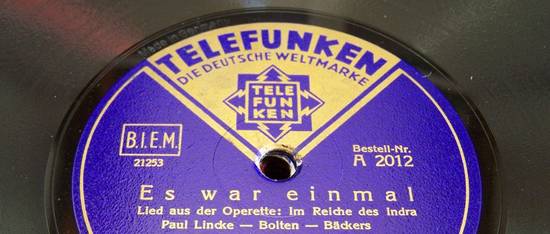 Made in Germany
TELEFUNKEN
DIE DEUTSCHE WELTMARKE
TELE
FUN
KEN
B.I.E.M.
21253
Bestell-Nr.
A 2012
Es war einmal
Lied aus der Operette: Im Reiche des Indra
Paul Lincke — Bolten — Bäckers